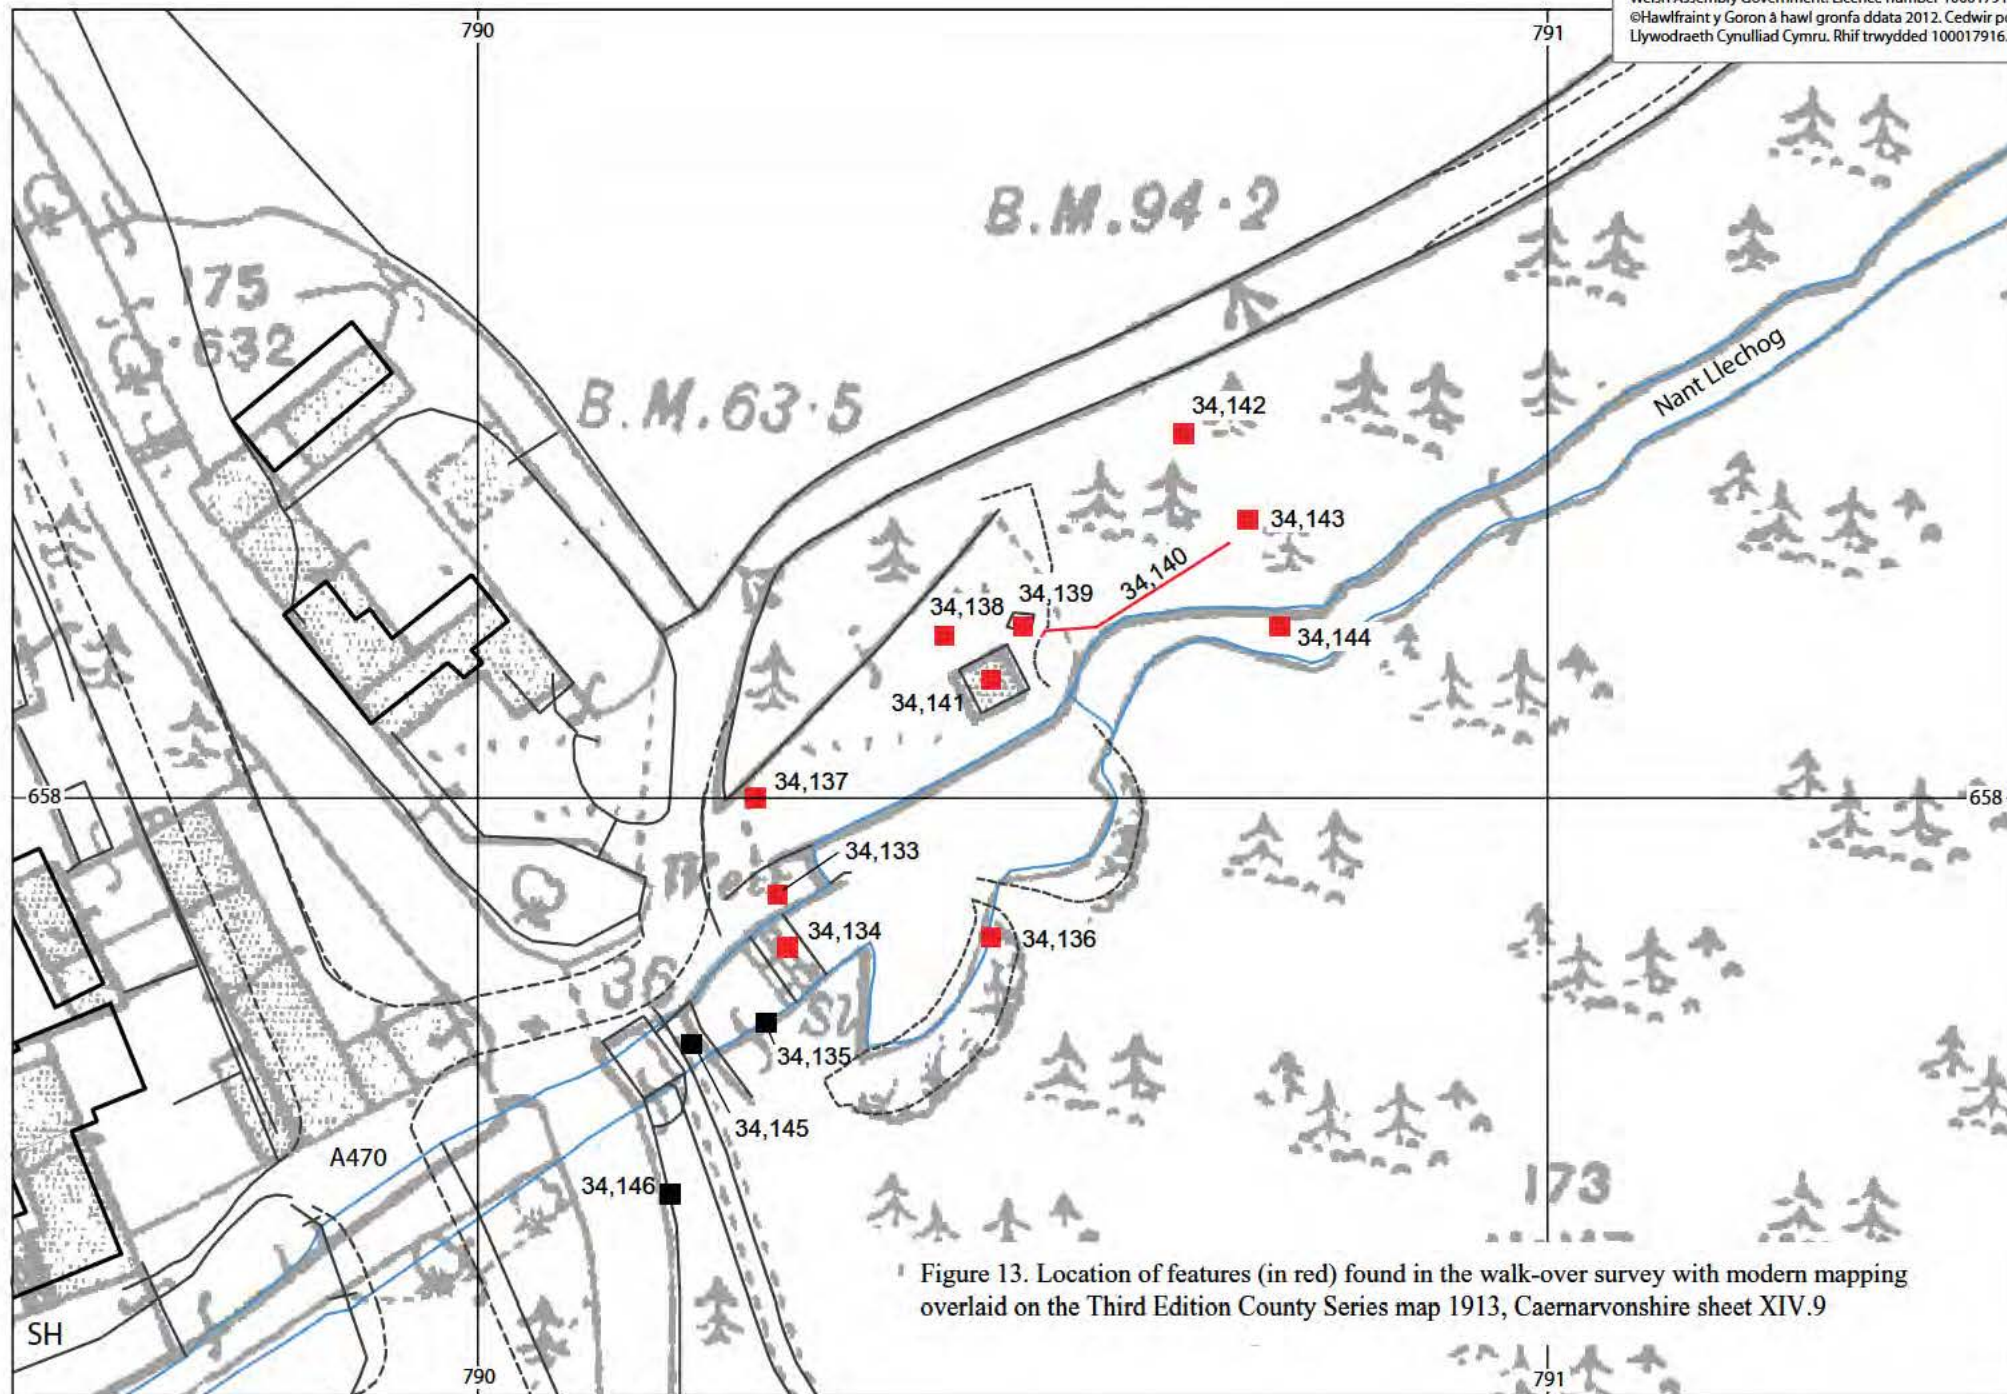 ©Hawlfraint y Goron â hawl gronfa ddata 2012. Cedwir
Llywodraeth Cynulliad Cymru. Rhif trwydded 100017916.
790
791
B.M.94·2
175
·632
B.M.63·5
Nant Llechog
34,142
34,143
34,140
34,139
34,138
34,144
34,141
34,137
658
658
34,133
34,134
34,136
36
34,135
34,145
A470
34,146
173
Figure 13. Location of features (in red) found in the walk-over survey with modern mapping
overlaid on the Third Edition County Series map 1913, Caernarvonshire sheet XIV.9
SH
790
791